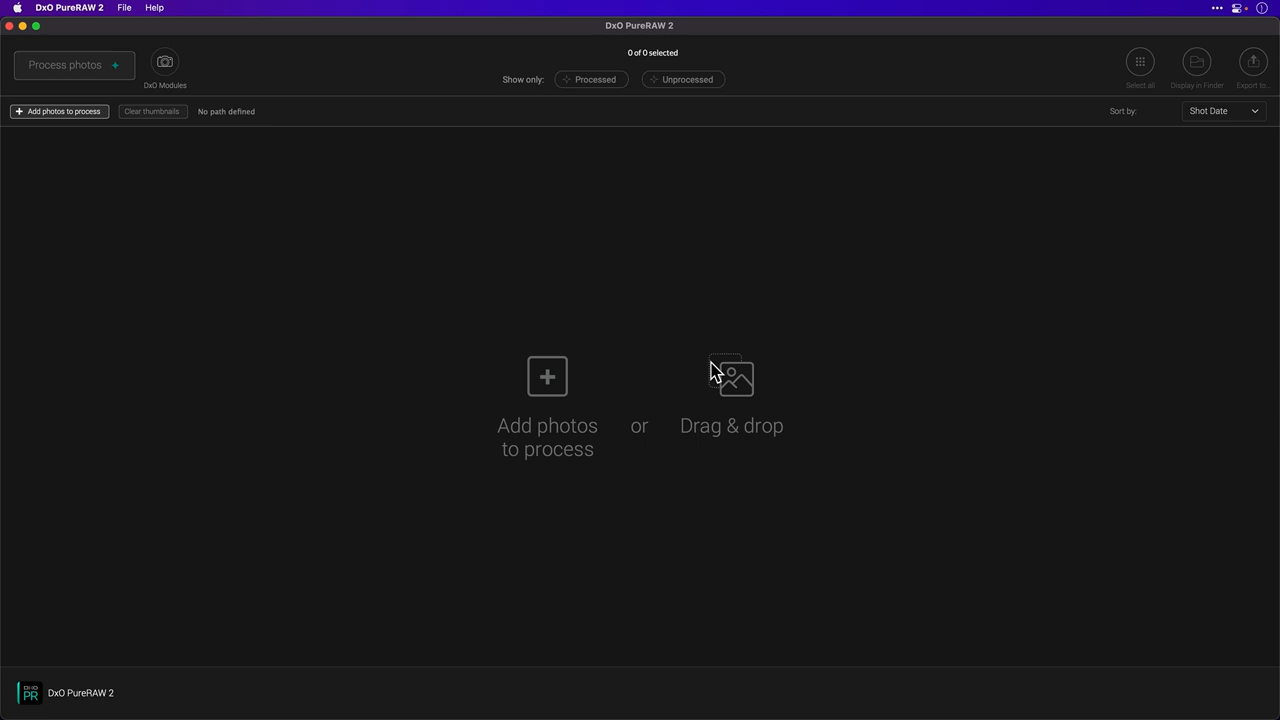 DxO PureRAW 2 File Help
DxO PureRAW 2
Process photos
DxO Modules
0 of 0 selected
Show only: Processed Unprocessed
Select all Display in Finder Export to...
Add photos to process Clear thumbnails No path defined Sort by: Shot Date
Add photos
to process
or
Drag & drop
DXO
PR
DxO PureRAW 2